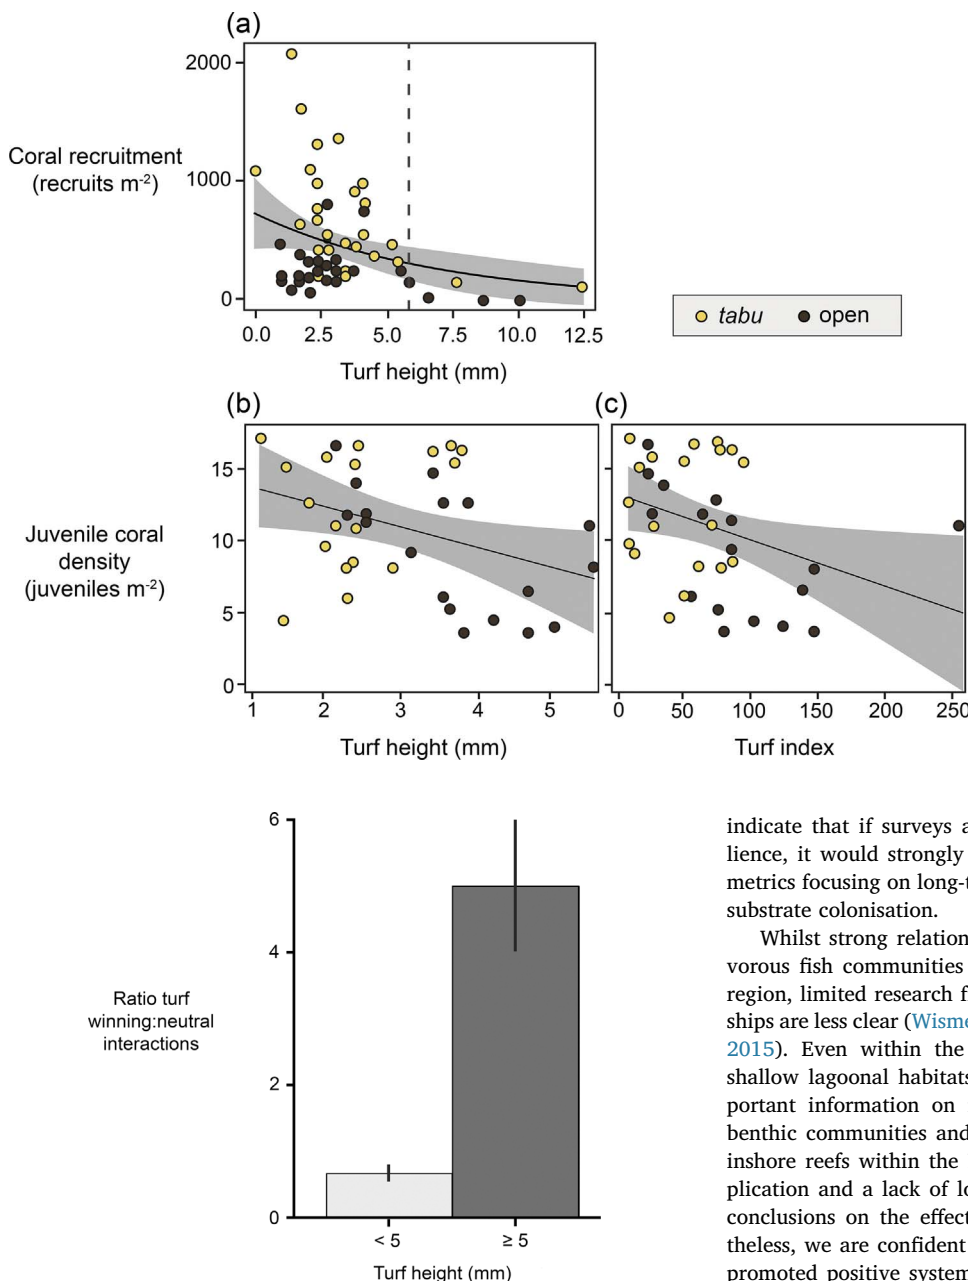 (a)
2000
1000
0
Coral recruitment
(recruits m-2)
0.0 2.5 5.0 7.5 10.0 12.5
Turf height (mm)
tabu open
(b)
15
10
5
0
Juvenile coral
density
(juveniles m-2)
1 2 3 4 5
Turf height (mm)
(c)
0 50 100 150 200 250
Turf index
6
4
2
0
Ratio turf
winning:neutral
interactions
< 5 ≥ 5
Turf height (mm)
indicate that if surveys a
lience, it would strongly
metrics focusing on long-t
substrate colonisation.
Whilst strong relation
vorous fish communities
region, limited research f
ships are less clear (Wisme
2015). Even within the
shallow lagoonal habitats
portant information on
benthic communities and
inshore reefs within the
plication and a lack of lo
conclusions on the effect
theless, we are confident
promoted positive system